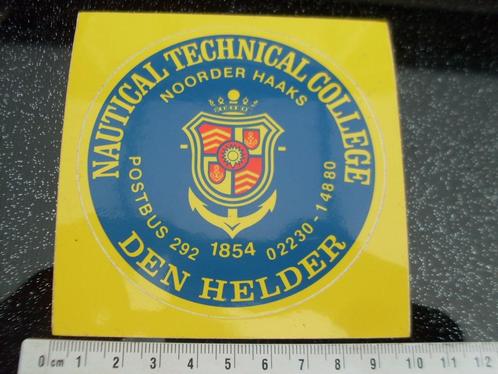 NAUTICAL TECHNICAL COLLEGE
NOORDER HAAKS
POSTBUS 292
1854
02230-14880
DEN HELDER
0 cm 1 2 3 4 5 6 7 8 9 10 11 12